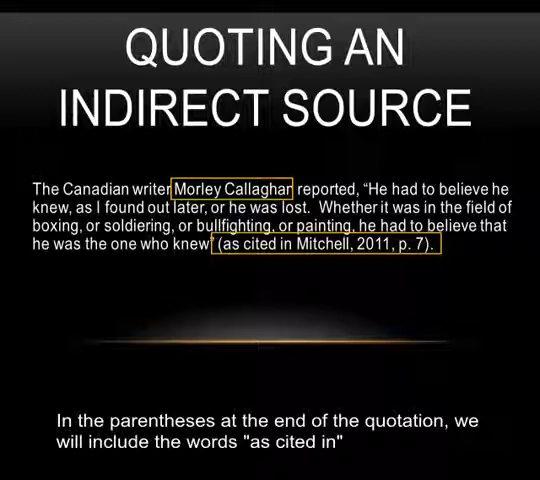 QUOTING AN
INDIRECT SOURCE
The Canadian writer Morley Callaghan reported, “He had to believe he
knew, as I found out later, or he was lost.  Whether it was in the field of
boxing, or soldiering, or bullfighting, or painting, he had to believe that
he was the one who knew” (as cited in Mitchell, 2011, p. 7).
In the parentheses at the end of the quotation, we
will include the words "as cited in"